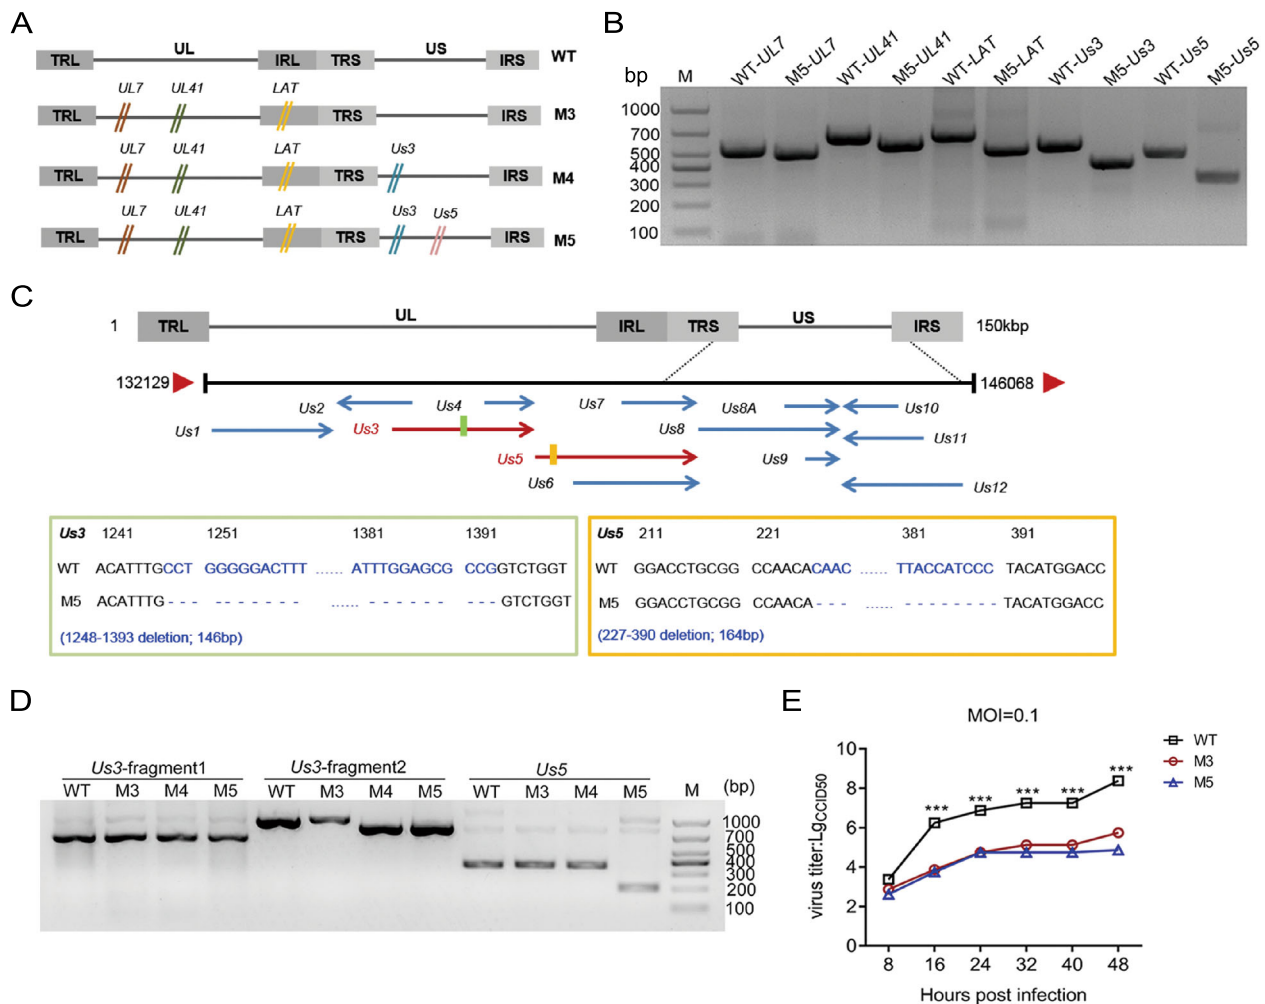 A
UL
US
TRL
IRL
TRS
IRS
WT
UL7
UL41
LAT
TRL
TRS
IRS
M3
UL7
UL41
LAT
Us3
TRL
TRS
IRS
M4
UL7
UL41
LAT
Us3
Us5
TRL
TRS
IRS
M5
B
bp
M
WT-UL7
M5-UL7
WT-UL41
M5-UL41
WT-LAT
M5-LAT
WT-Us3
M5-Us3
WT-Us5
M5-Us5
1000
700
500
400
300
200
100
C
1
TRL
UL
IRL
TRS
US
IRS
150kbp
132129
146068
Us2
Us4
Us7
Us8A
Us10
Us1
Us3
Us8
Us11
Us5
Us9
Us6
Us12
Us3 1241 1251 1381 1391
WT ACATTTGCCT GGGGGACTTT ...... ATTTGGAGCG CCGGTCTGGT
M5 ACATTTG- - - - - - - - - - ...... - - - - - - - - - -GTCTGGT
(1248-1393 deletion; 146bp)
Us5 211 221 381 391
WT GGACCTGCGG CCAACACAAC ...... TTACCATCCC TACATGGACC
M5 GGACCTGCGG CCAACA- - - ...... - - - - - - - - TACATGGACC
(227-390 deletion; 164bp)
D
Us3-fragment1
Us3-fragment2
Us5
WT M3 M4 M5 WT M3 M4 M5 WT M3 M4 M5 M (bp)
1000
700
500
400
300
200
100
E
MOI=0.1
WT
M3
M5
virus titer:LgCCID50
10
8
6
4
2
0
***
***
***
***
***
8 16 24 32 40 48
Hours post infection